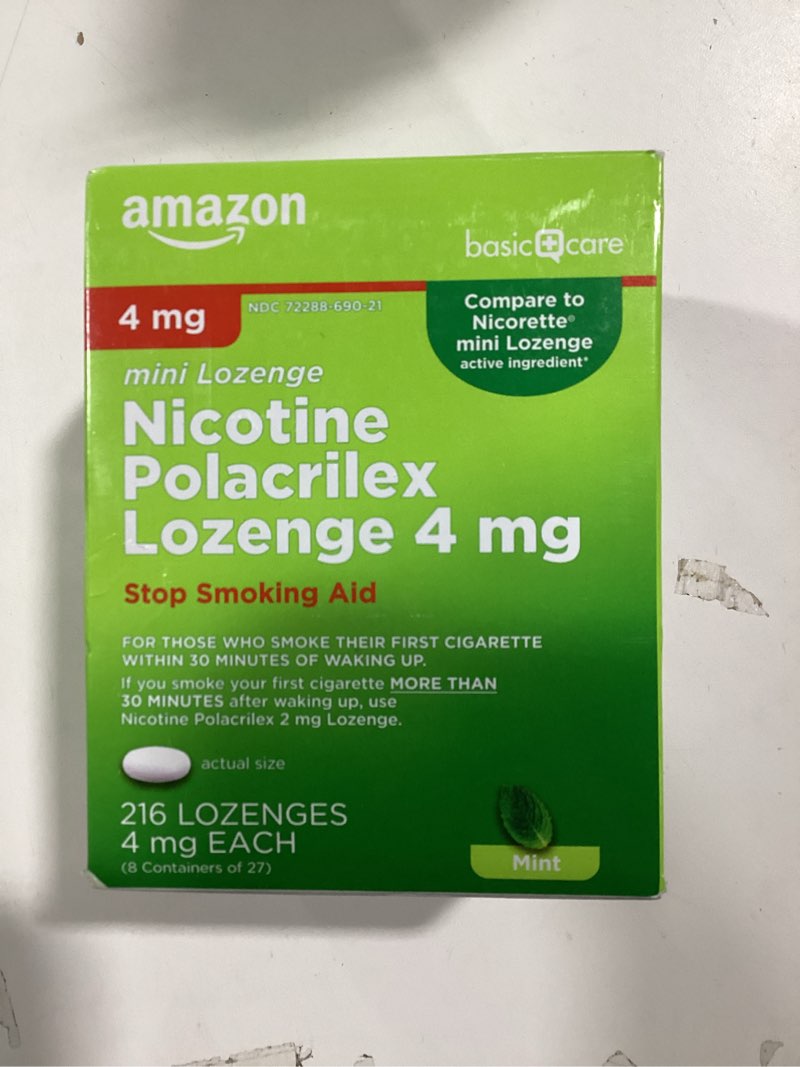 amazon
basic care
4 mg
NDC 72288-690-21
Compare to
Nicorette®
mini Lozenge
active ingredient*
mini Lozenge
Nicotine
Polacrilex
Lozenge 4 mg
Stop Smoking Aid
FOR THOSE WHO SMOKE THEIR FIRST CIGARETTE
WITHIN 30 MINUTES OF WAKING UP.
If you smoke your first cigarette MORE THAN
30 MINUTES after waking up, use
Nicotine Polacrilex 2 mg Lozenge.
actual size
216 LOZENGES
4 mg EACH
(8 Containers of 27)
Mint